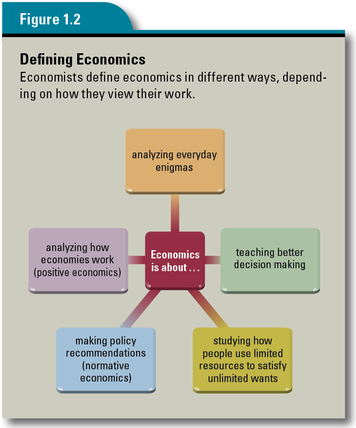 Figure 1.2
Defining Economics
Economists define economics in different ways, depend-
ing on how they view their work.
analyzing everyday
enigmas
analyzing how
economies work
(positive economics)
Economics
is about . . .
teaching better
decision making
making policy
recommendations
(normative
economics)
studying how
people use limited
resources to satisfy
unlimited wants